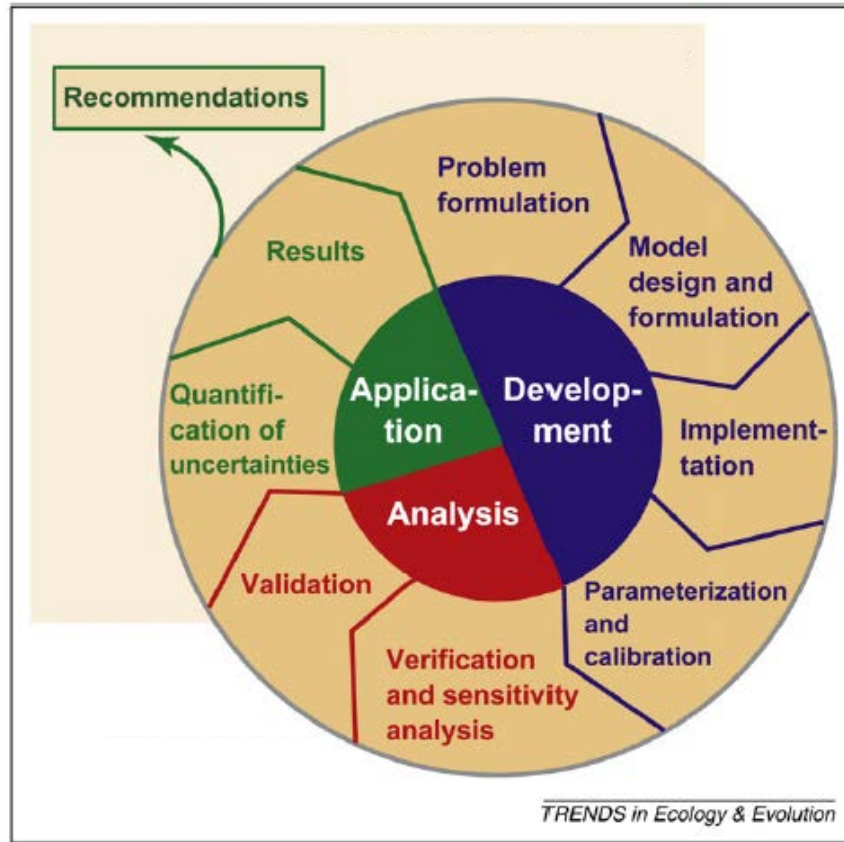 Recommendations
Problem
formulation
Model
design and
formulation
Implement-
tation
Parameterization
and
calibration
Verification
and sensitivity
analysis
Validation
Quantifi-
cation of
uncertainties
Results
Applica-
tion
Develop-
ment
Analysis
TRENDS in Ecology & Evolution